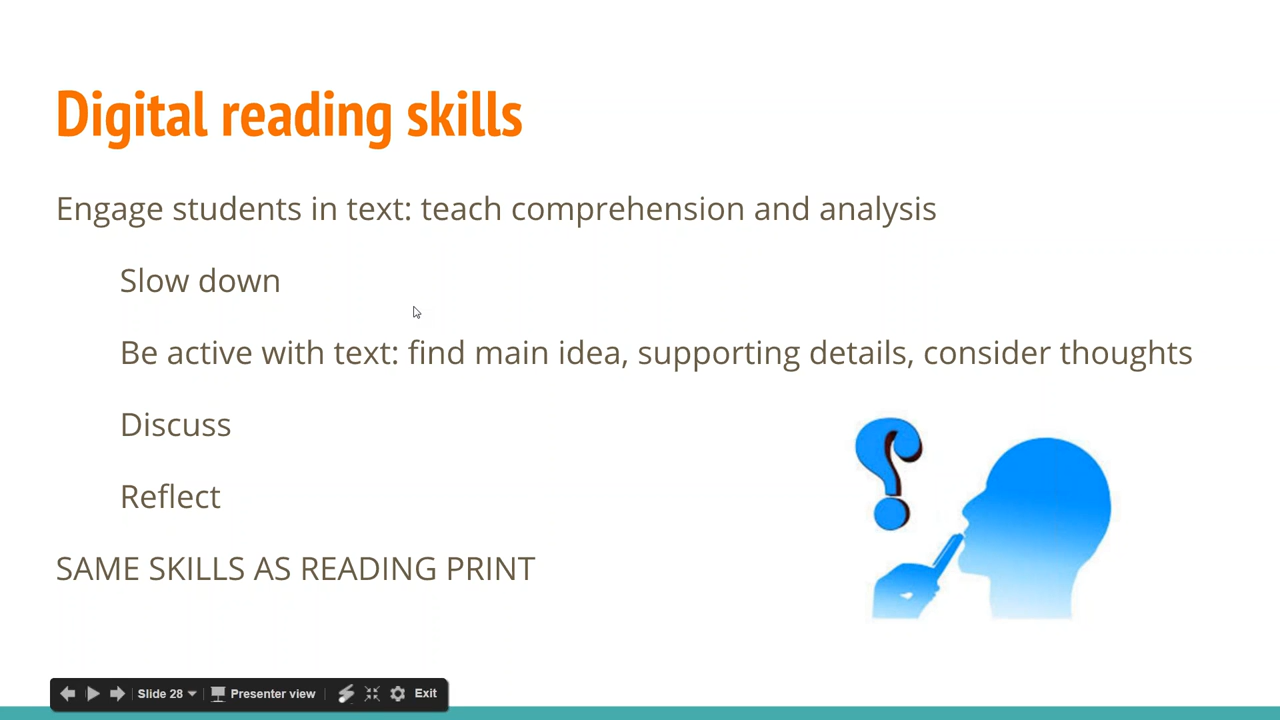 Digital reading skills
Engage students in text: teach comprehension and analysis
Slow down
Be active with text: find main idea, supporting details, consider thoughts
Discuss
Reflect
SAME SKILLS AS READING PRINT
Slide 28 Presenter view Exit